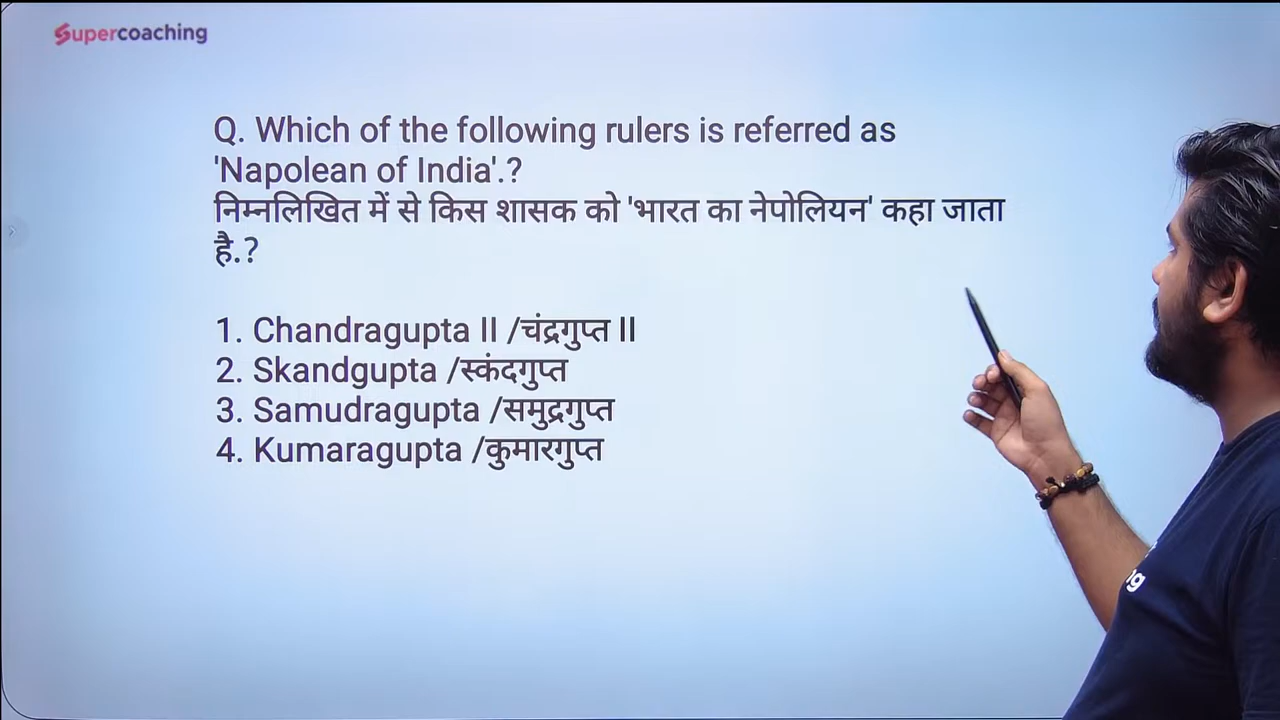 Supercoaching
Q. Which of the following rulers is referred as
'Napolean of India'.?
निम्नलिखित में से किस शासक को 'भारत का नेपोलियन' कहा जाता
है.?
1. Chandragupta II /चंद्रगुप्त II
2. Skandgupta /स्कंदगुप्त
3. Samudragupta /समुद्रगुप्त
4. Kumaragupta /कुमारगुप्त